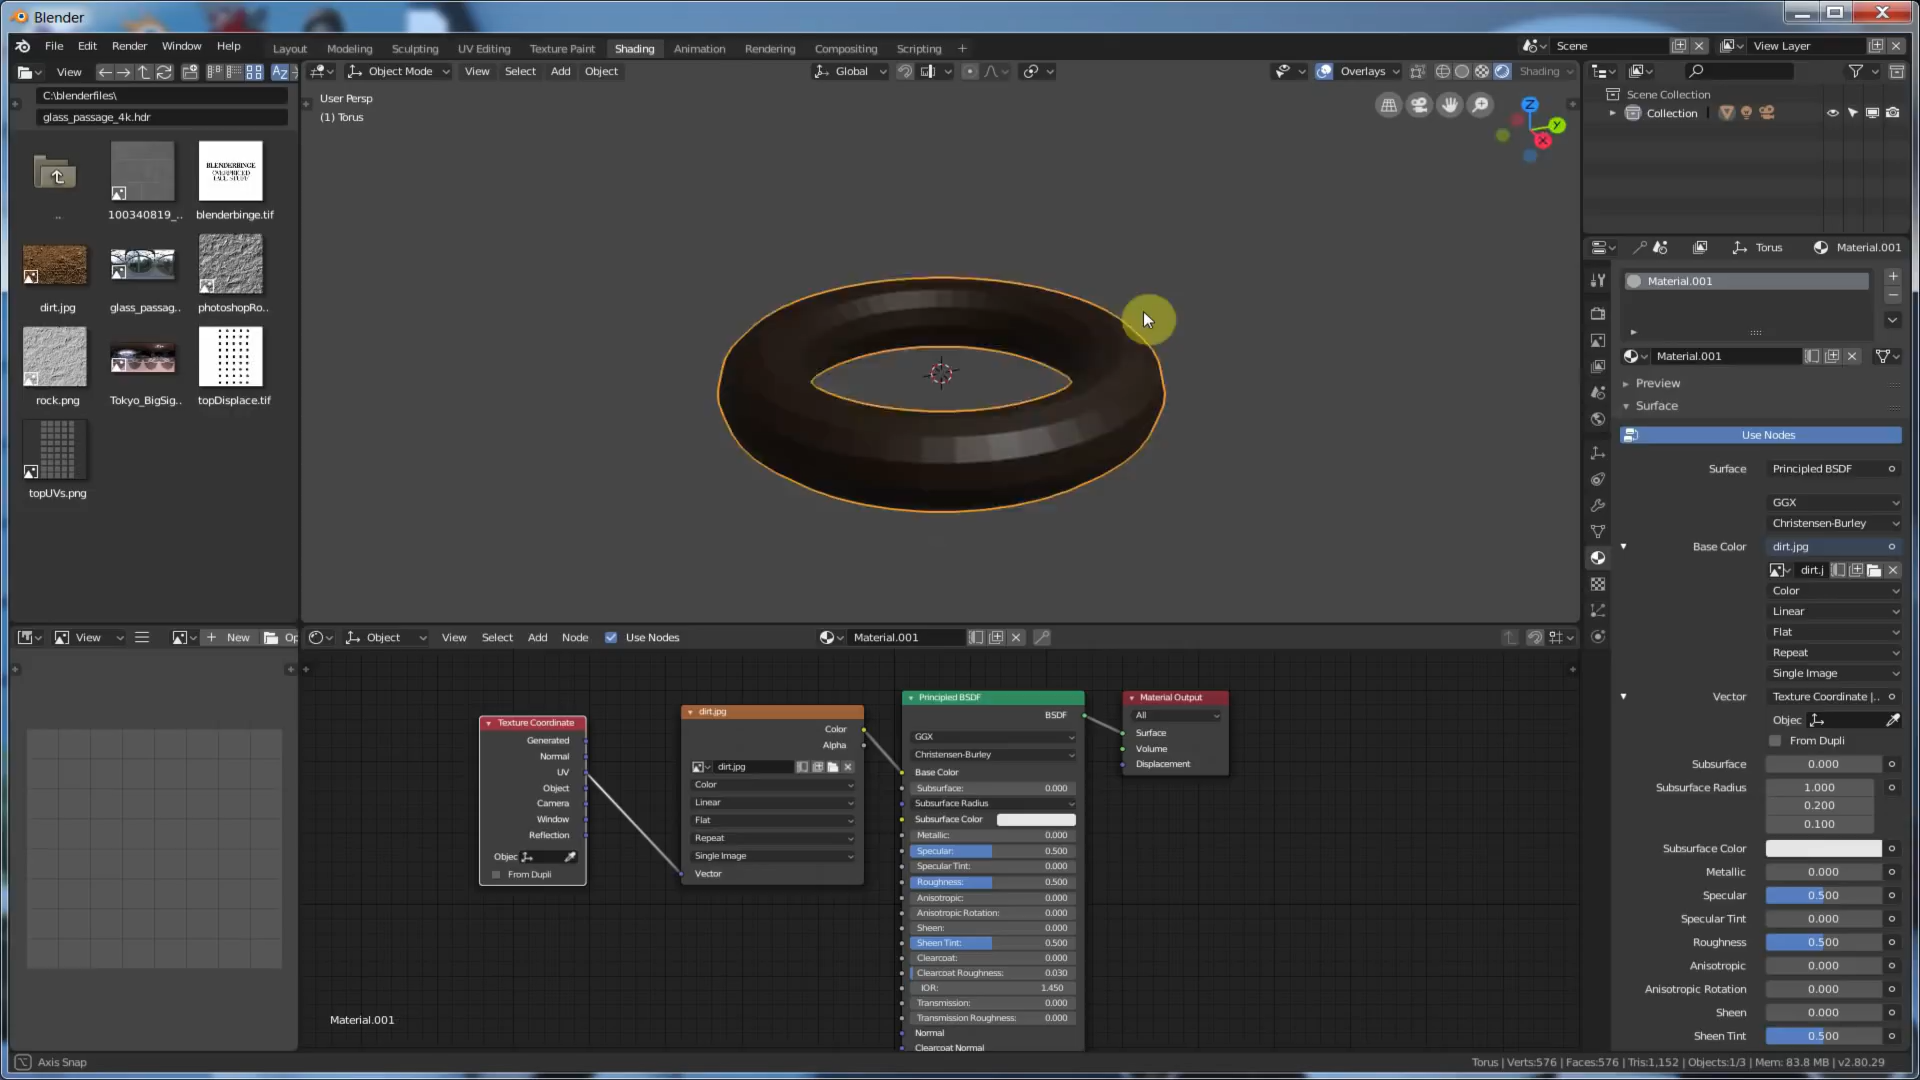 Blender
File Edit Render Window Help
Layout Modeling Sculpting UV Editing Texture Paint Shading Animation Rendering Compositing Scripting +
Scene
View Layer
View
Object Mode View Select Add Object
Global
Overlays
Shading
C:\blenderfiles\
glass_passage_4k.hdr
User Persp
(1) Torus
Scene Collection
Collection
..
100340819_..
blenderbinge.tif
BLENDERBINGE
dirt.jpg
glass_passag..
photoshopRo..
rock.png
Tokyo_BigSig..
topDisplace.tif
topUVs.png
Z
Y
X
Torus
Material.001
Material.001
Material.001
Preview
Surface
Use Nodes
Surface Principled BSDF
GGX
Christensen-Burley
Base Color dirt.jpg
dirt.j
Color
Linear
Flat
Repeat
Single Image
Vector Texture Coordinate |..
Objec
From Dupli
Subsurface 0.000
Subsurface Radius 1.000
0.200
0.100
Subsurface Color
Metallic 0.000
Specular 0.500
Specular Tint 0.000
Roughness 0.500
Anisotropic 0.000
Anisotropic Rotation 0.000
Sheen 0.000
Sheen Tint 0.500
View
New
Op
Object View Select Add Node Use Nodes
Material.001
Texture Coordinate
Generated
Normal
UV
Object
Camera
Window
Reflection
Objec
From Dupli
dirt.jpg
Color
Alpha
dirt.jpg
Color
Linear
Flat
Repeat
Single Image
Vector
Principled BSDF
BSDF
GGX
Christensen-Burley
Base Color
Subsurface: 0.000
Subsurface Radius
Subsurface Color
Metallic: 0.000
Specular: 0.500
Specular Tint: 0.000
Roughness: 0.500
Anisotropic: 0.000
Anisotropic Rotation: 0.000
Sheen: 0.000
Sheen Tint: 0.500
Clearcoat: 0.000
Clearcoat Roughness: 0.030
IOR: 1.450
Transmission: 0.000
Transmission Roughness: 0.000
Normal
Clearcoat Normal
Material Output
All
Surface
Volume
Displacement
Material.001
Axis Snap
Torus | Verts:576 | Faces:576 | Tris:1,152 | Objects:1/3 | Mem: 83.8 MB | v2.80.29